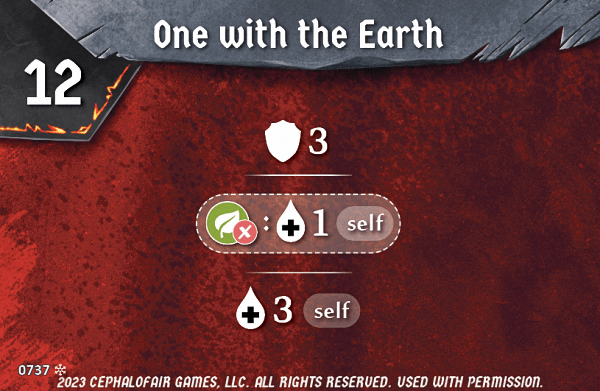 One with the Earth
12
3
: 1 self
3 self
0737
2023 CEPHALOFAIR GAMES, LLC. ALL RIGHTS RESERVED. USED WITH PERMISSION.